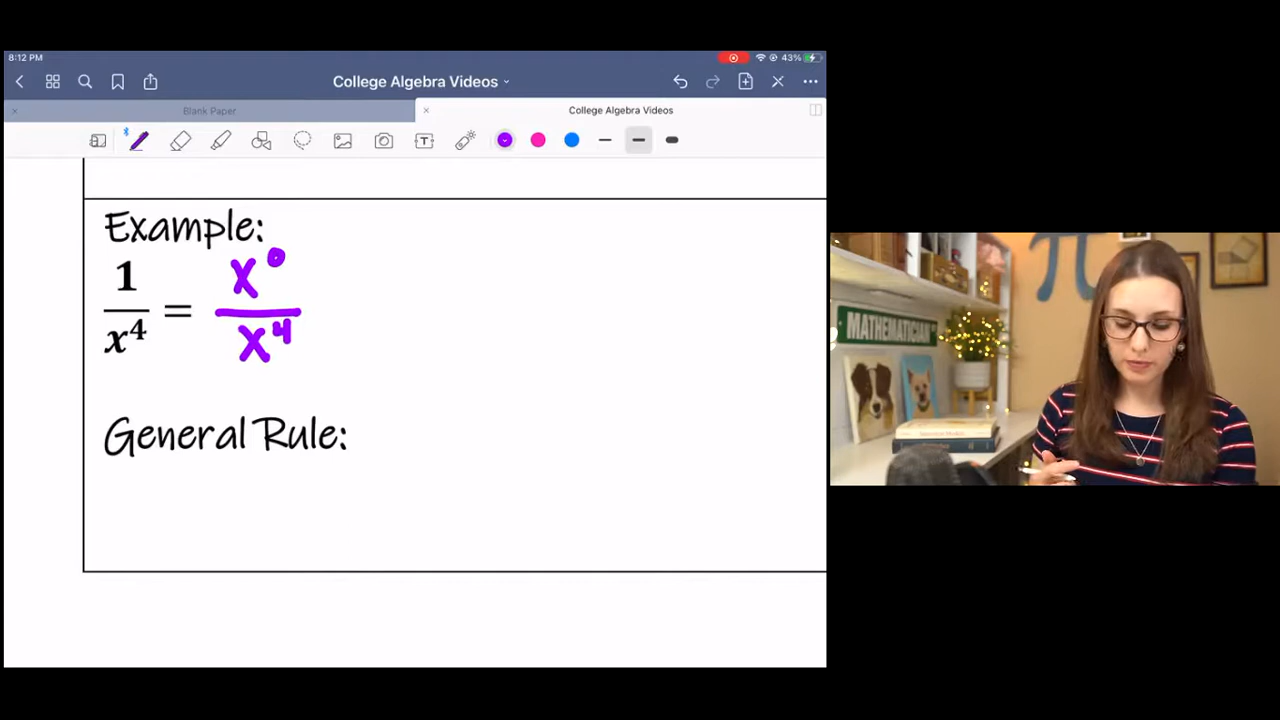 8:12 PM
43%
College Algebra Videos
Blank Paper
College Algebra Videos
T
Example:
1/x⁴ = x⁰/x⁴
General Rule:
MATHEMATICIAN
π